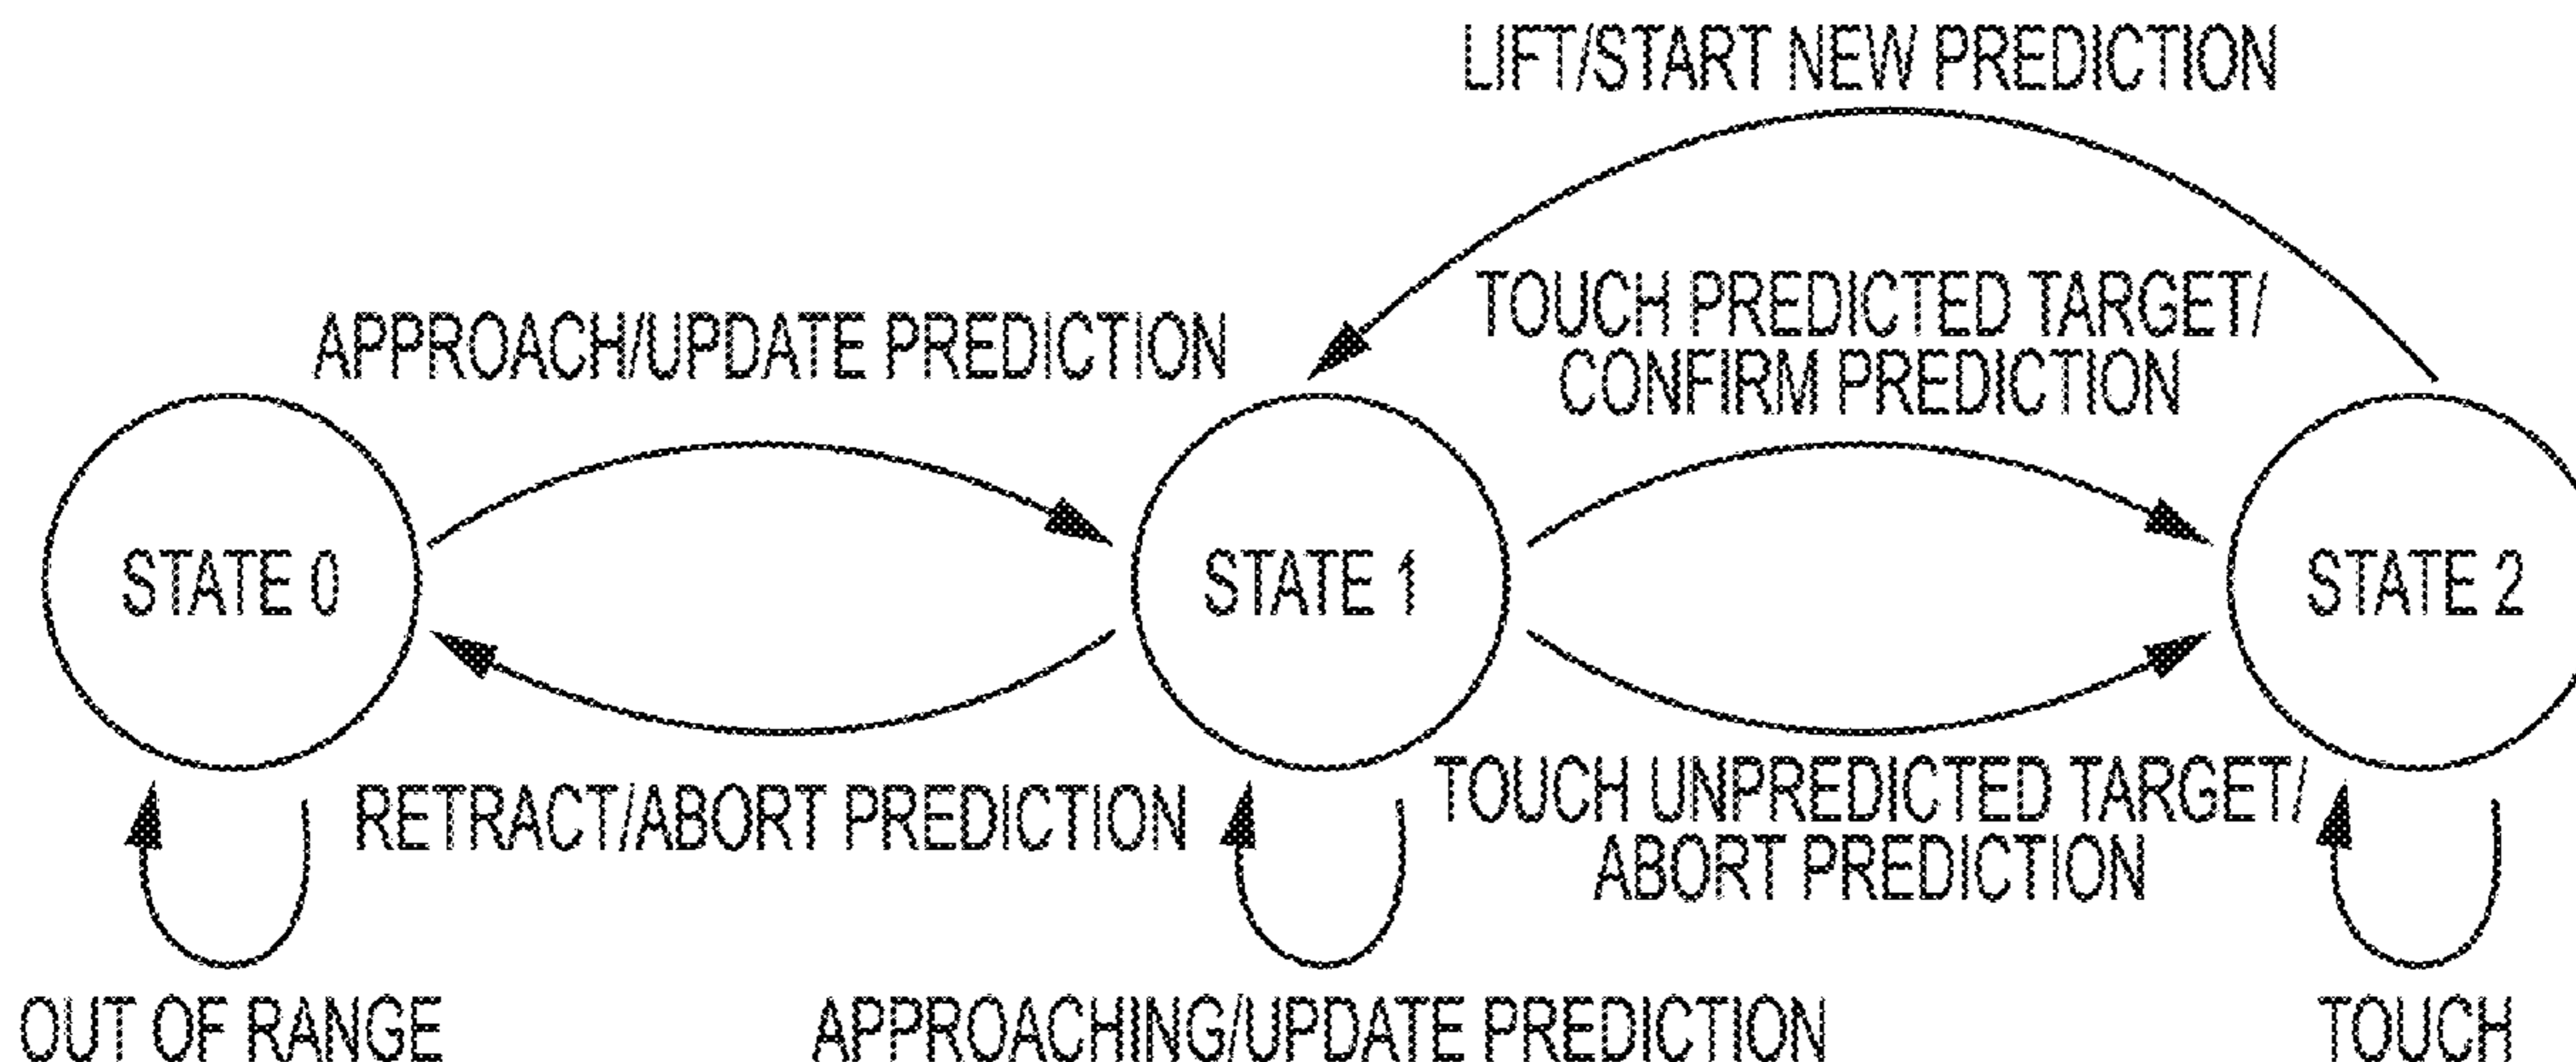 LIFT/START NEW PREDICTION
TOUCH PREDICTED TARGET/
CONFIRM PREDICTION
APPROACH/UPDATE PREDICTION
STATE 0
STATE 1
STATE 2
RETRACT/ABORT PREDICTION
TOUCH UNPREDICTED TARGET/
ABORT PREDICTION
OUT OF RANGE
APPROACHING/UPDATE PREDICTION
TOUCH